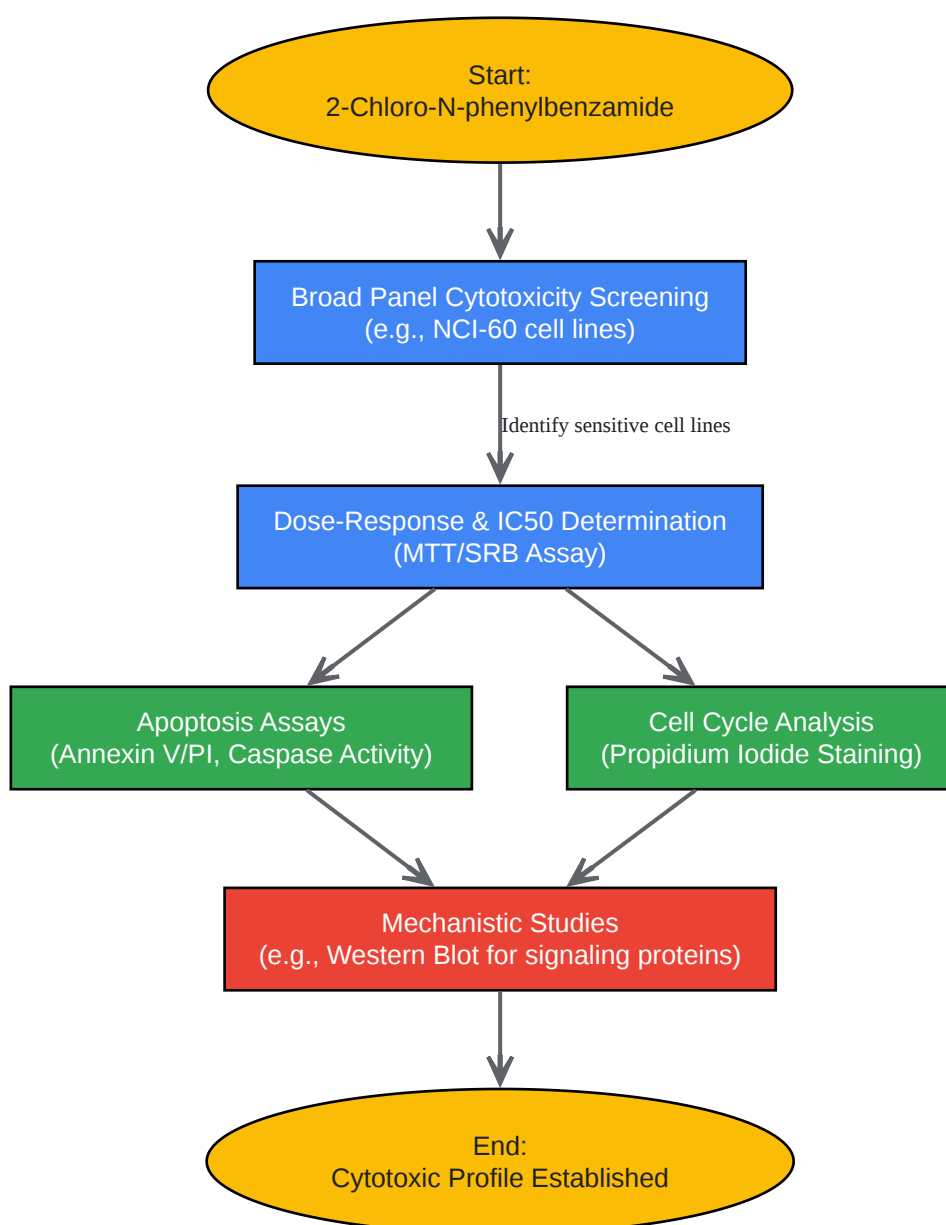 Start:
2-Chloro-N-phenylbenzamide
Broad Panel Cytotoxicity Screening
(e.g., NCI-60 cell lines)
Identify sensitive cell lines
Dose-Response & IC50 Determination
(MTT/SRB Assay)
Apoptosis Assays
(Annexin V/PI, Caspase Activity)
Cell Cycle Analysis
(Propidium Iodide Staining)
Mechanistic Studies
(e.g., Western Blot for signaling proteins)
End:
Cytotoxic Profile Established